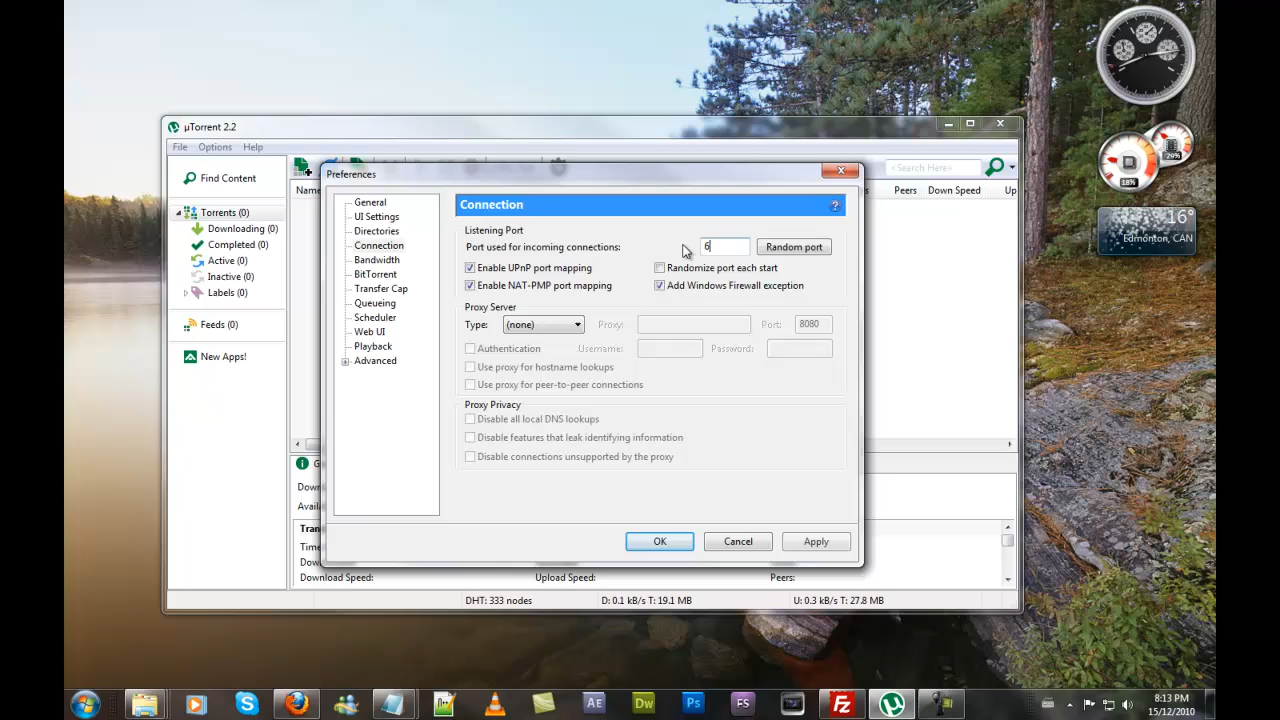 µTorrent 2.2
File Options Help
Find Content
<Search Here>
Preferences
Name
Peers Down Speed Up
Torrents (0)
Downloading (0)
Completed (0)
Active (0)
Inactive (0)
Labels (0)
Feeds (0)
New Apps!
General
UI Settings
Directories
Connection
Bandwidth
BitTorrent
Transfer Cap
Queueing
Scheduler
Web UI
Playback
Advanced
Connection
Listening Port
Port used for incoming connections: 6 Random port
Enable UPnP port mapping Randomize port each start
Enable NAT-PMP port mapping Add Windows Firewall exception
Proxy Server
Type: (none) Proxy: Port: 8080
Authentication Username: Password:
Use proxy for hostname lookups
Use proxy for peer-to-peer connections
Proxy Privacy
Disable all local DNS lookups
Disable features that leak identifying information
Disable connections unsupported by the proxy
OK Cancel Apply
G
Down
Availa
Tran
Time
Dow
Download Speed: Upload Speed: Peers:
DHT: 333 nodes D: 0.1 kB/s T: 19.1 MB U: 0.3 kB/s T: 27.8 MB
18%
29%
16°
Edmonton, CAN
Ae Dw Ps FS Fz
8:13 PM
15/12/2010